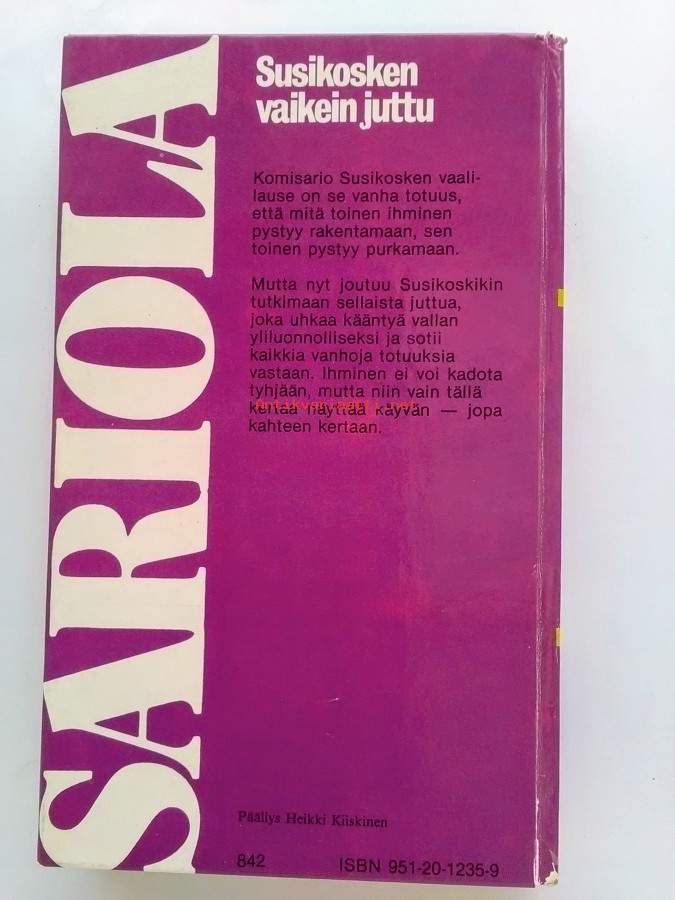 SARIOLA
Susikosken
vaikein juttu
Komisario Susikosken vaali-
lause on se vanha totuus,
että mitä toinen ihminen
pystyy rakentamaan, sen
toinen pystyy purkamaan.
Mutta nyt joutuu Susikoskikin
tutkimaan sellaista juttua,
joka uhkaa kääntyä vallan
yliluonnolliseksi ja sotii
kaikkia vanhoja totuuksia
vastaan. Ihminen ei voi kadota
tyhjään, mutta niin vain tällä
Antikvariaatti.net
kertaa näyttää käyvän — jopa
kahteen kertaan.
Päällys Heikki Kiiskinen
842 ISBN 951-20-1235-9